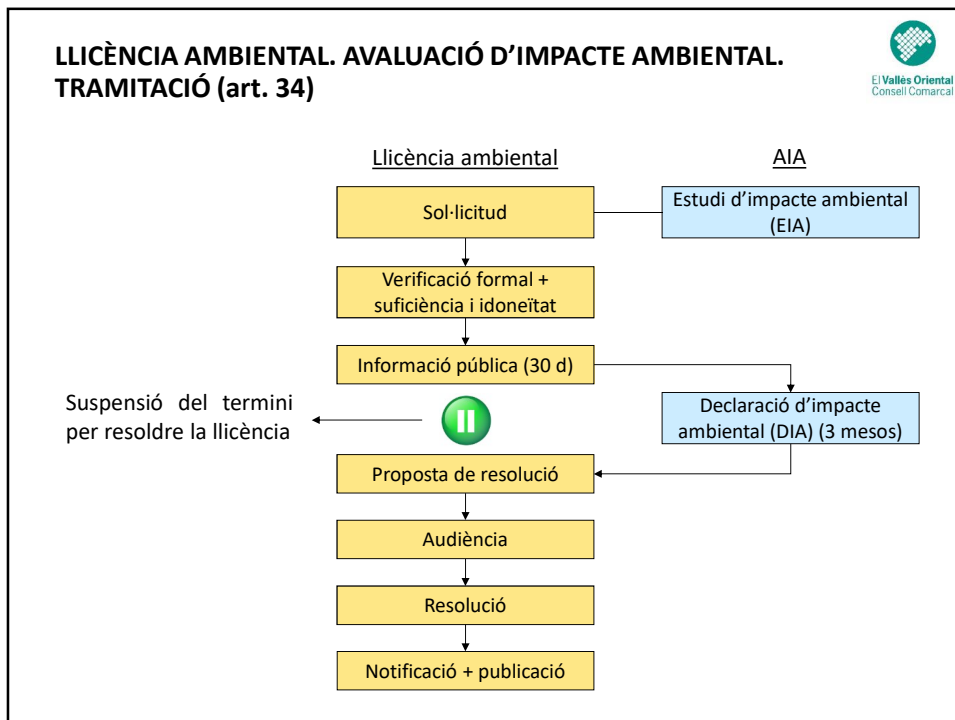 LLICÈNCIA AMBIENTAL. AVALUACIÓ D'IMPACTE AMBIENTAL.
TRAMITACIÓ (art. 34)
El Vallès Oriental
Consell Comarcal
Llicència ambiental
AIA
Sol·licitud
Estudi d'impacte ambiental
(EIA)
Verificació formal +
suficiència i idoneïtat
Informació pública (30 d)
Suspensió del termini
per resoldre la llicència
Declaració d'impacte
ambiental (DIA) (3 mesos)
Proposta de resolució
Audiència
Resolució
Notificació + publicació